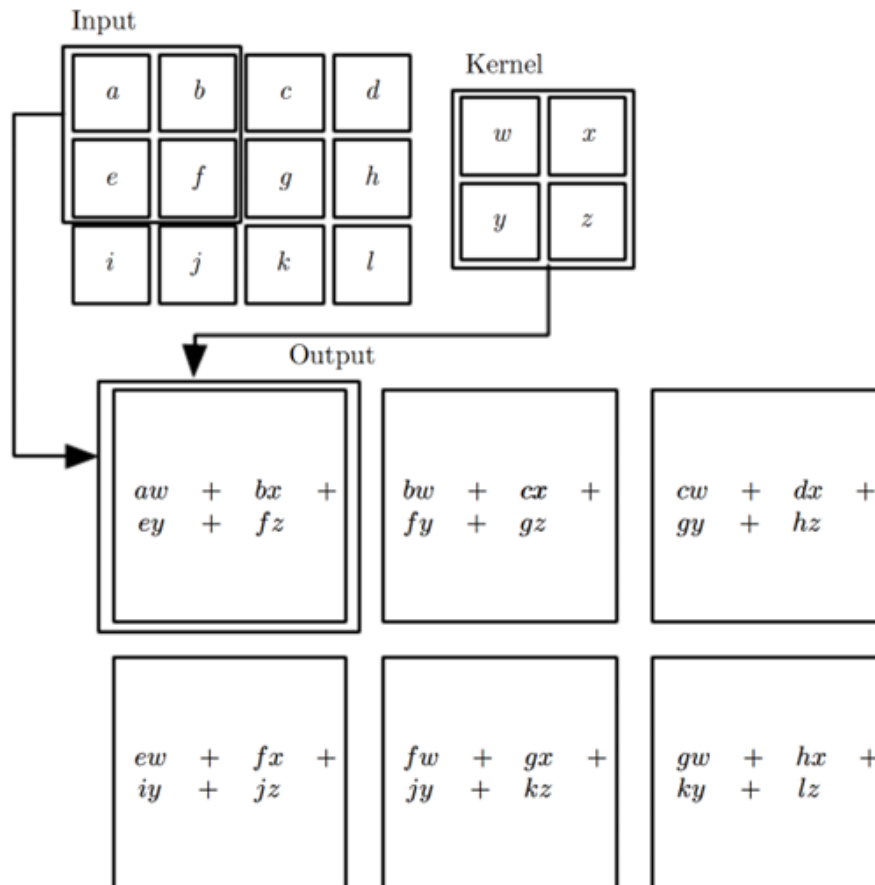 Input
a b c d
Kernel
w x
e f g h
y z
i j k l
Output
aw + bx +
ey + fz
bw + cx +
fy + gz
cw + dx +
gy + hz
ew + fx +
iy + jz
fw + gx +
jy + kz
gw + hx +
ky + lz